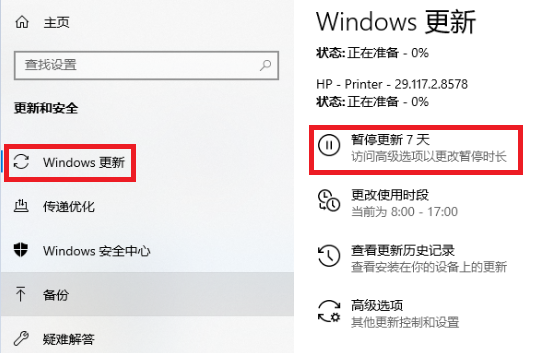 主页
查找设置
更新和安全
Windows 更新
传递优化
Windows 安全中心
备份
疑难解答
Windows 更新
状态: 正在准备 - 0%
HP - Printer - 29.117.2.8578
状态: 正在准备 - 0%
暂停更新 7 天
访问高级选项以更改暂停时长
更改使用时段
当前为 8:00 - 17:00
查看更新历史记录
查看安装在你的设备上的更新
高级选项
其他更新控制和设置